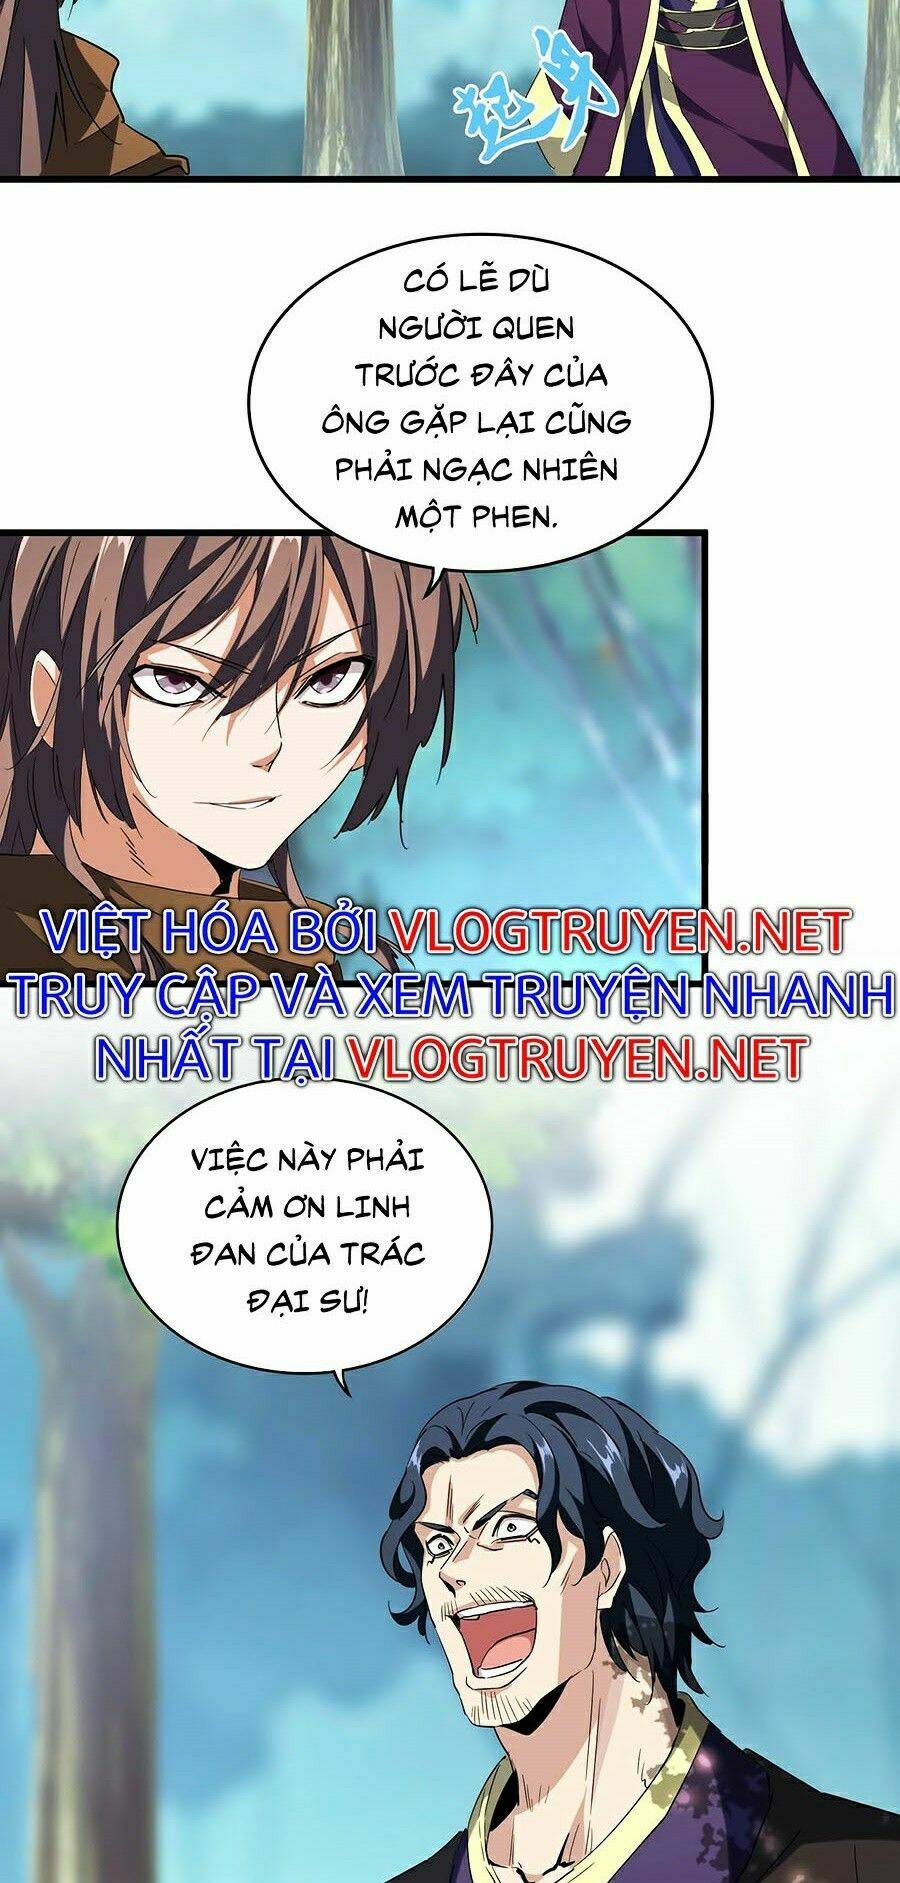 起身
CÓ LẼ DÙ
NGƯỜI QUEN
TRƯỚC ĐÂY CỦA
ÔNG GẶP LẠI CŨNG
PHẢI NGẠC NHIÊN
MỘT PHEN.
VIỆT HÓA BỞI VLOGTRUYEN.NET
TRUY CẬP VÀ XEM TRUYỆN NHANH
NHẤT TẠI VLOGTRUYEN.NET
VIỆC NÀY PHẢI
CẢM ƠN LINH
ĐAN CỦA TRÁC
ĐẠI SƯ!